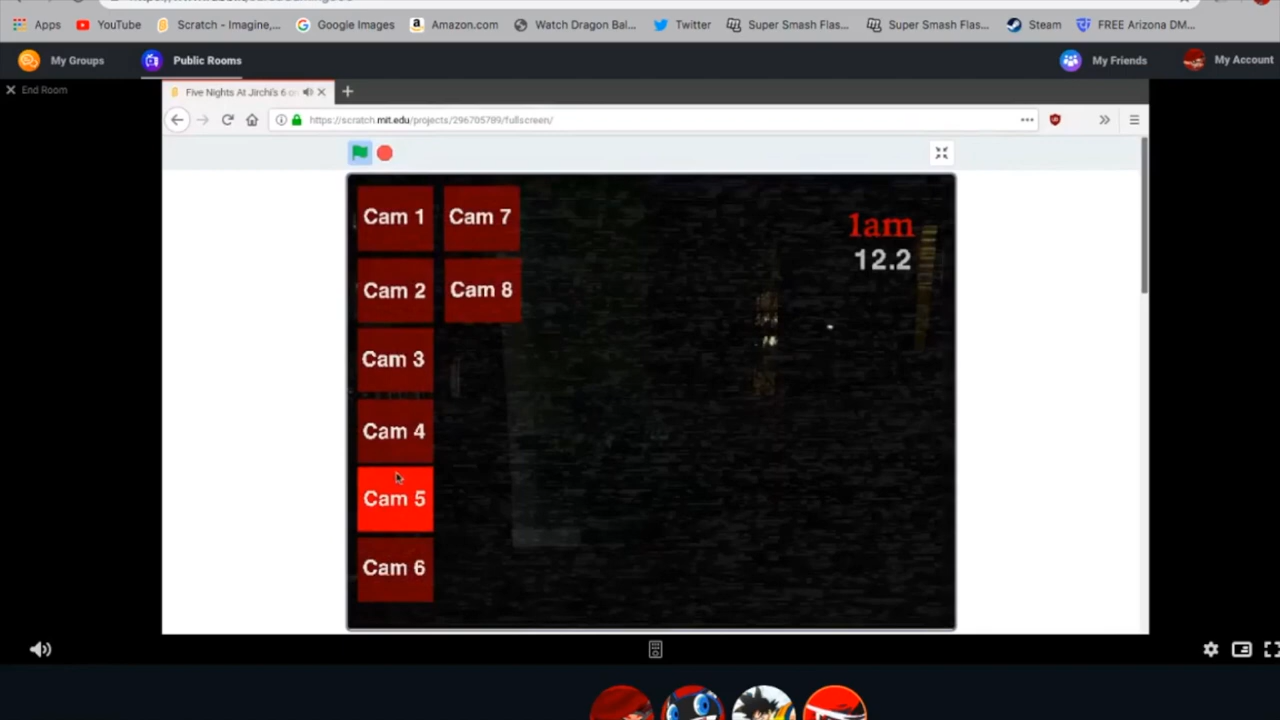 Apps YouTube Scratch - Imagine,... Google Images Amazon.com Watch Dragon Bal... Twitter Super Smash Flas... Super Smash Flas... Steam FREE Arizona DM...
My Groups Public Rooms My Friends My Account
End Room
Five Nights At Jirchi's 6 o
https://scratch.mit.edu/projects/296705789/fullscreen/
Cam 1 Cam 7
1am
12.2
Cam 2 Cam 8
Cam 3
Cam 4
Cam 5
Cam 6